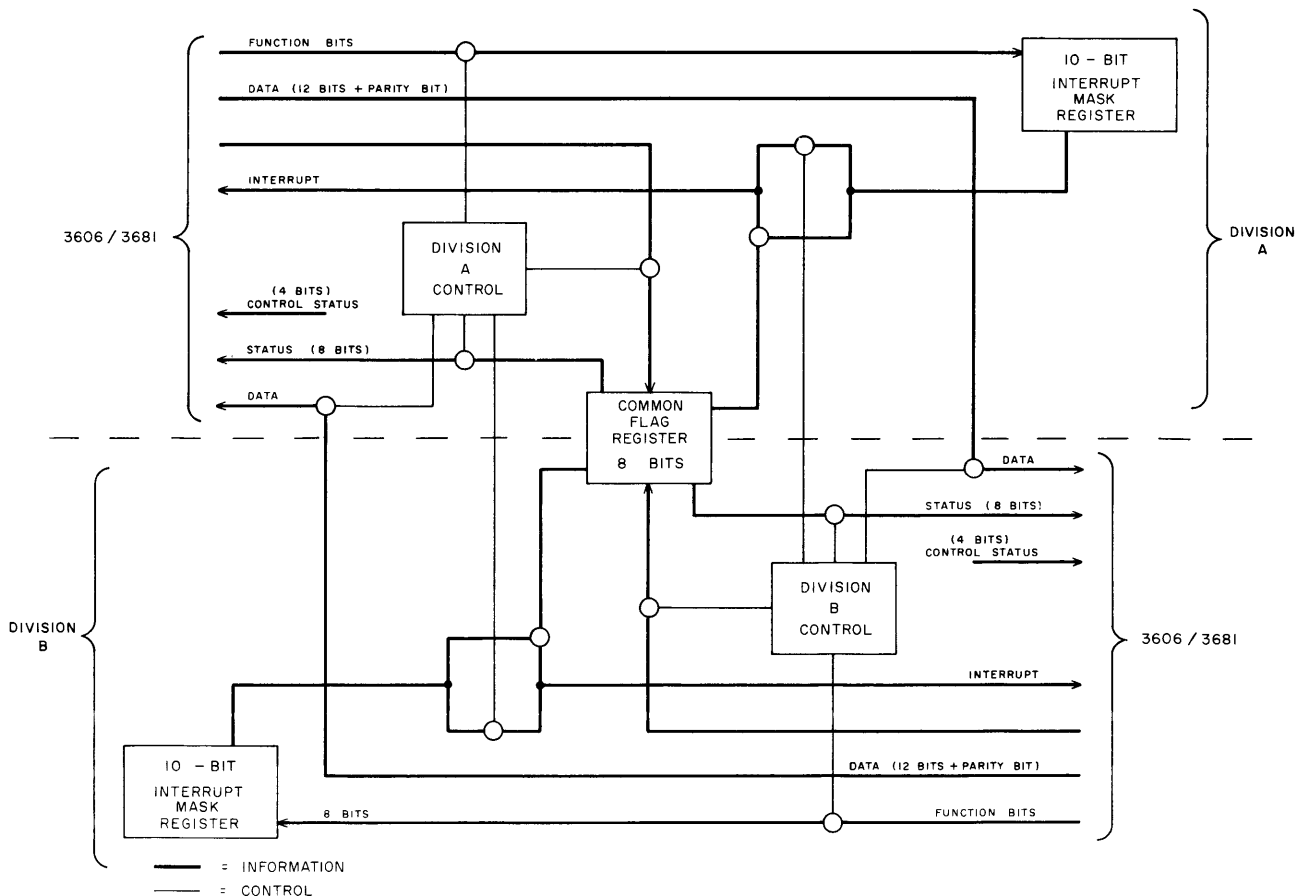 FUNCTION BITS
10 - BIT
INTERRUPT
MASK
REGISTER
DATA (12 BITS + PARITY BIT)
INTERRUPT
3606 / 3681
DIVISION
A
CONTROL
DIVISION
A
(4 BITS)
CONTROL STATUS
STATUS (8 BITS)
DATA
COMMON
FLAG
REGISTER
8 BITS
DATA
STATUS (8 BITS)
(4 BITS)
CONTROL STATUS
DIVISION
B
CONTROL
DIVISION
B
3606 / 3681
INTERRUPT
10 - BIT
INTERRUPT
MASK
REGISTER
DATA (12 BITS + PARITY BIT)
8 BITS
FUNCTION BITS
= INFORMATION
= CONTROL